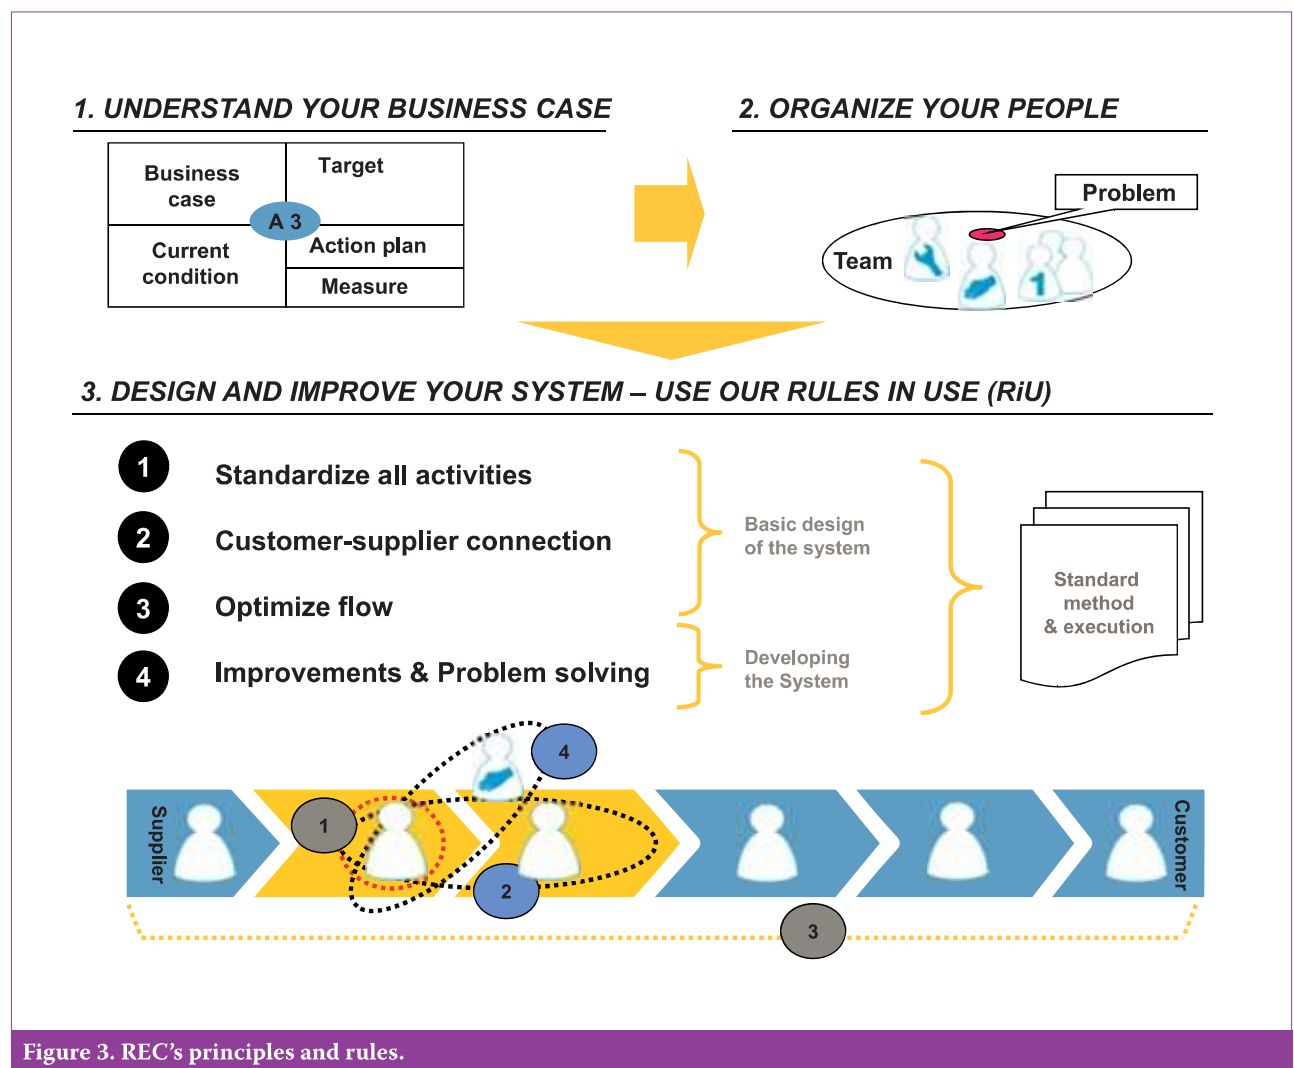 1. UNDERSTAND YOUR BUSINESS CASE
Business
case
Target
A 3
Current
condition
Action plan
Measure
2. ORGANIZE YOUR PEOPLE
Problem
Team
1
3. DESIGN AND IMPROVE YOUR SYSTEM – USE OUR RULES IN USE (RiU)
1 Standardize all activities
2 Customer-supplier connection
3 Optimize flow
4 Improvements & Problem solving
Basic design
of the system
Developing
the System
Standard
method
& execution
4
Supplier
1
2
Customer
3
Figure 3. REC’s principles and rules.